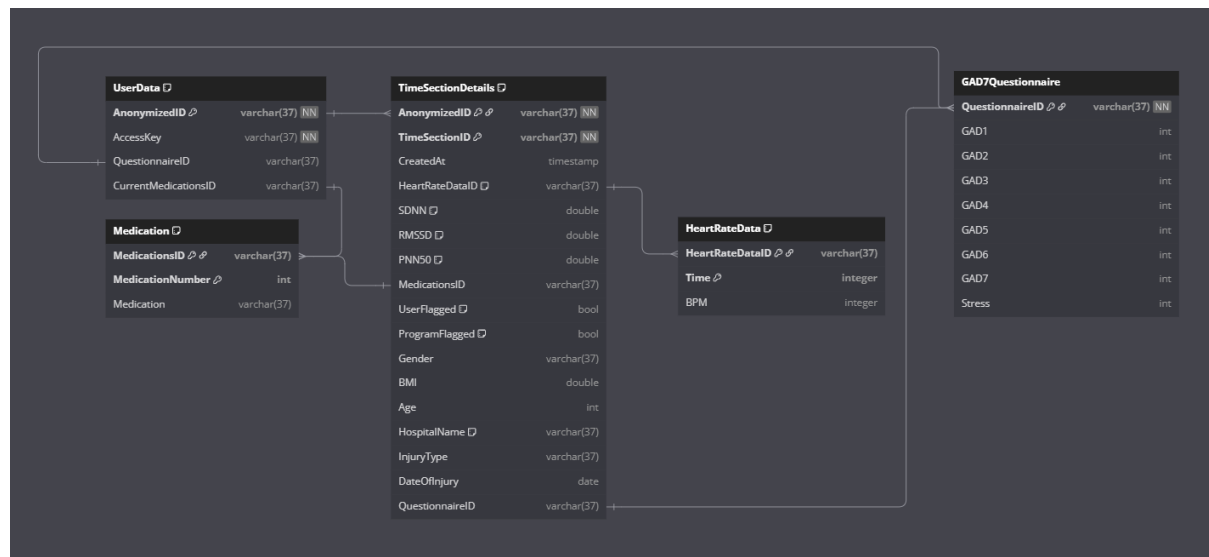 UserData
AnonymizedID varchar(37) NN
AccessKey varchar(37) NN
QuestionnaireID varchar(37)
CurrentMedicationsID varchar(37)
Medication
MedicationsID varchar(37)
MedicationNumber int
Medication varchar(37)
TimeSectionDetails
AnonymizedID varchar(37) NN
TimeSectionID varchar(37) NN
CreatedAt timestamp
HeartRateDataID varchar(37)
SDNN double
RMSSD double
PNN50 double
MedicationsID varchar(37)
UserFlagged bool
ProgramFlagged bool
Gender varchar(37)
BMI double
Age int
HospitalName varchar(37)
InjuryType varchar(37)
DateOfInjury date
QuestionnaireID varchar(37)
HeartRateData
HeartRateDataID varchar(37)
Time integer
BPM integer
GAD7Questionnaire
QuestionnaireID varchar(37) NN
GAD1 int
GAD2 int
GAD3 int
GAD4 int
GAD5 int
GAD6 int
GAD7 int
Stress int